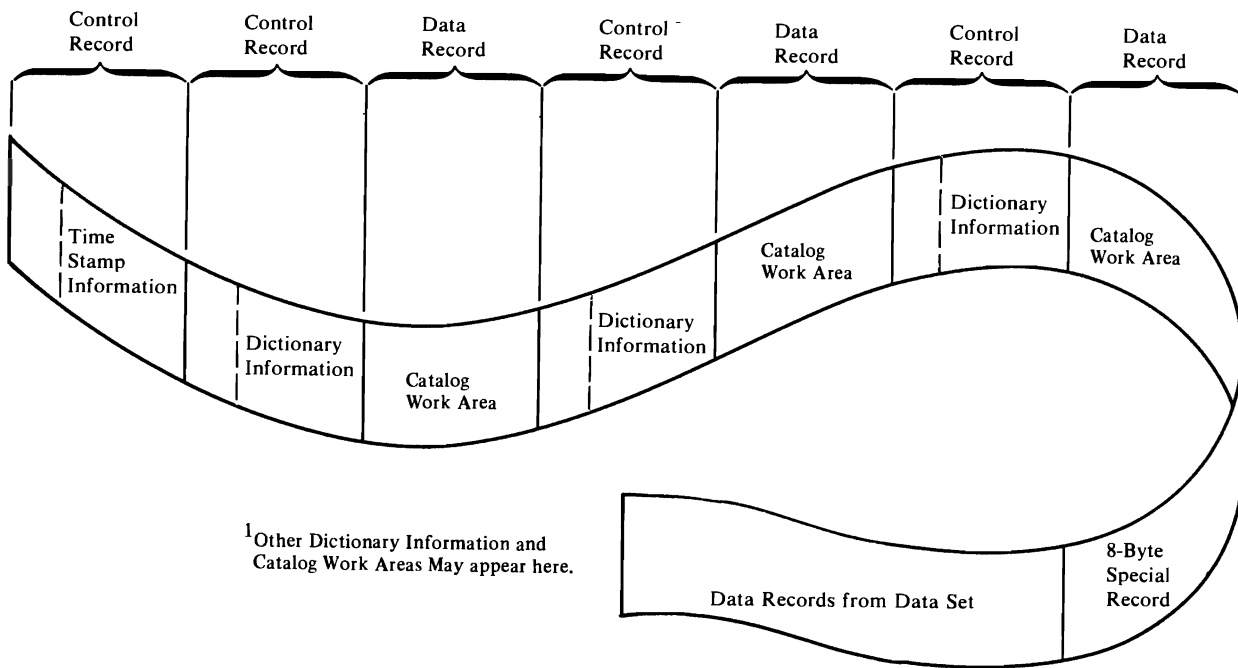 Control
Record
Control
Record
Data
Record
Control
Record
Data
Record
Control
Record
Data
Record
Time
Stamp
Information
Dictionary
Information
Catalog
Work Area
Dictionary
Information
Catalog
Work Area
Dictionary
Information
Catalog
Work Area
1Other Dictionary Information and
Catalog Work Areas May appear here.
Data Records from Data Set
8-Byte
Special
Record